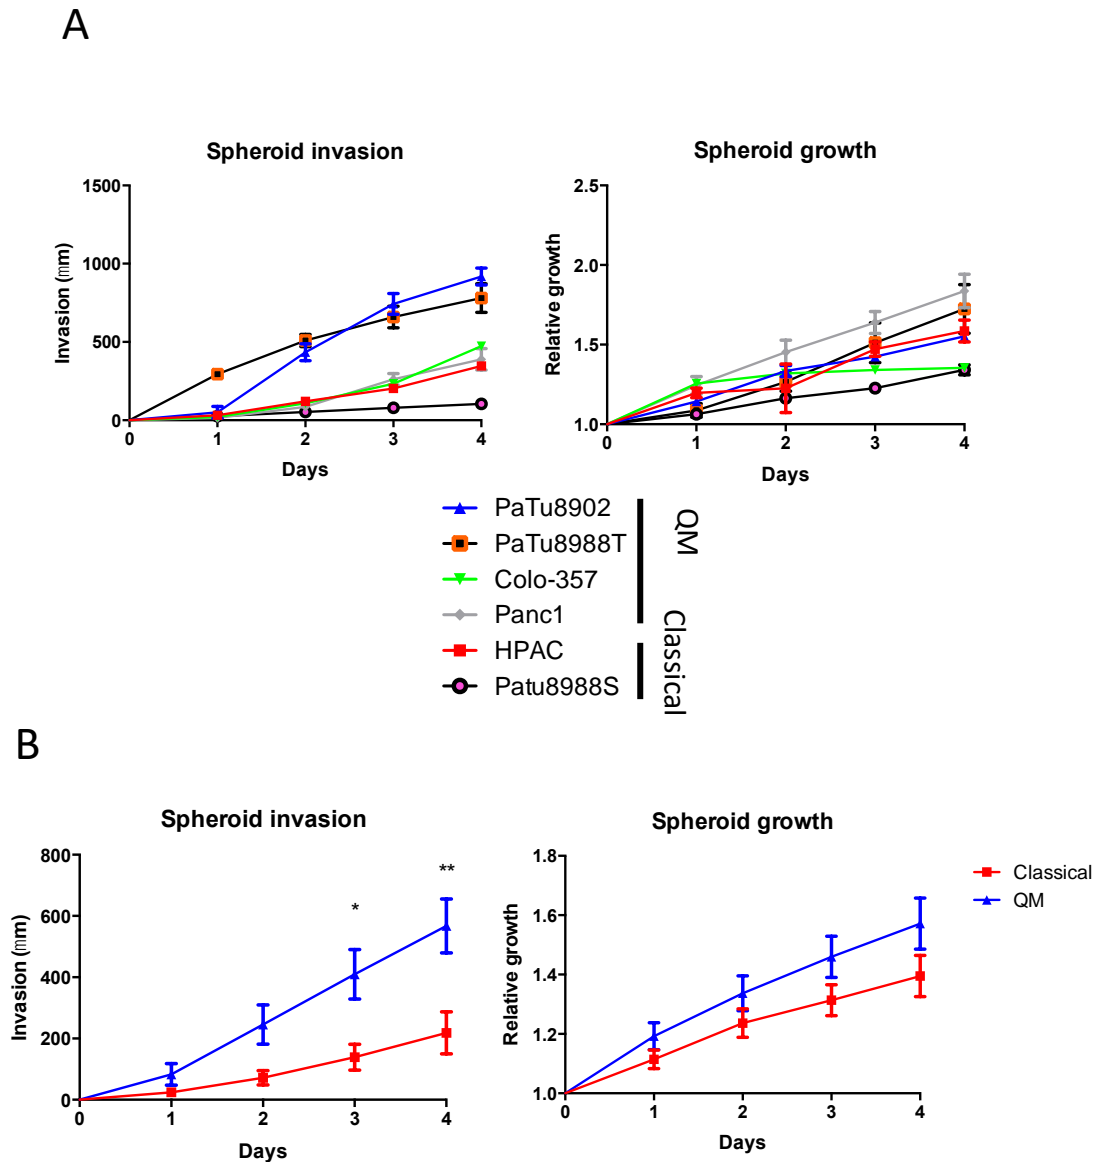 A
Spheroid invasion
Spheroid growth
1500
1000
500
0
Invasion (mm)
0 1 2 3 4
Days
2.5
2.0
1.5
1.0
Relative growth
0 1 2 3 4
Days
PaTu8902
PaTu8988T
Colo-357
Panc1
HPAC
Patu8988S
QM
Classical
B
Spheroid invasion
Spheroid growth
800
600
400
200
0
Invasion (mm)
* **
0 1 2 3 4
Days
1.8
1.6
1.4
1.2
1.0
Relative growth
0 1 2 3 4
Days
Classical
QM